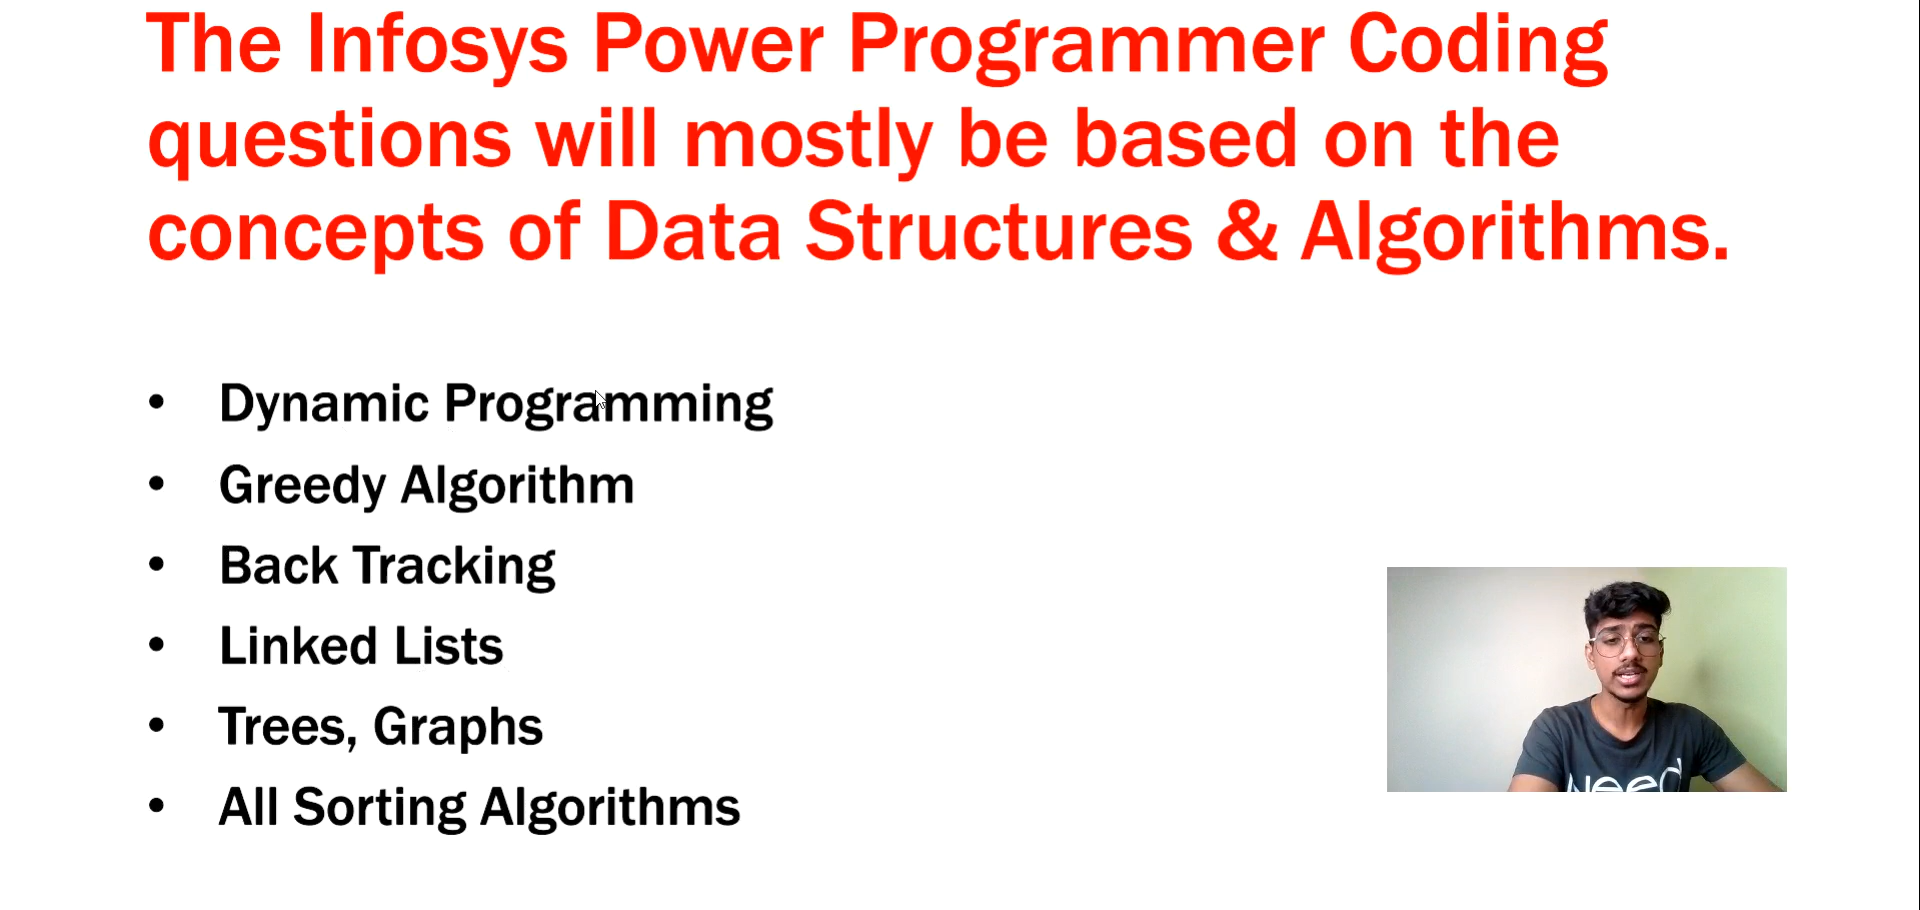 The Infosys Power Programmer Coding
questions will mostly be based on the
concepts of Data Structures & Algorithms.
• Dynamic Programming
• Greedy Algorithm
• Back Tracking
• Linked Lists
• Trees, Graphs
• All Sorting Algorithms